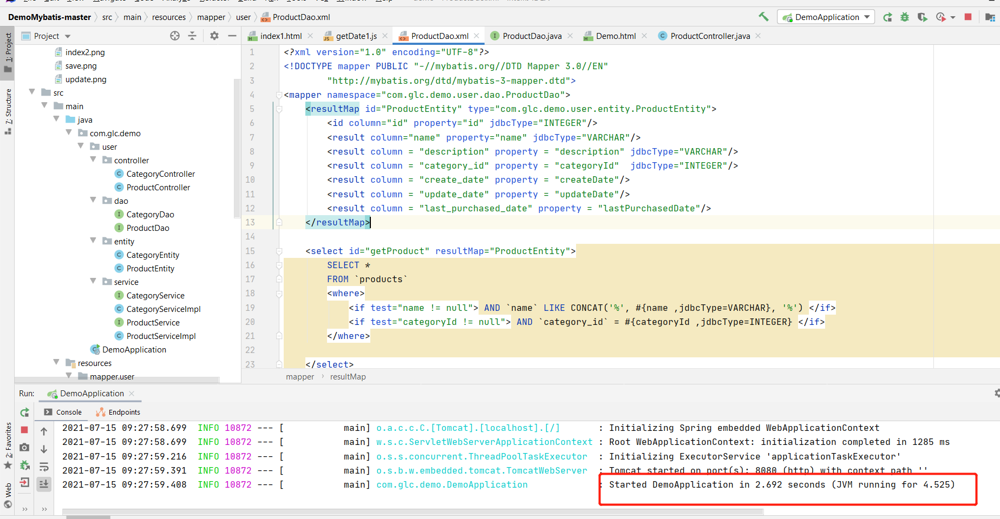 DemoMybatis-master src main resources mapper user ProductDao.xml
DemoApplication
Project
index1.html getDate1.js ProductDao.xml ProductDao.java Demo.html ProductController.java
1: Project
7: Structure
2: Favorites
Web
index2.png
save.png
update.png
src
main
java
com.glc.demo
user
controller
CategoryController
ProductController
dao
CategoryDao
ProductDao
entity
CategoryEntity
ProductEntity
service
CategoryService
CategoryServiceImpl
ProductService
ProductServiceImpl
DemoApplication
resources
mapper.user
1 <?xml version="1.0" encoding="UTF-8"?>
2 <!DOCTYPE mapper PUBLIC "-//mybatis.org//DTD Mapper 3.0//EN"
3 "http://mybatis.org/dtd/mybatis-3-mapper.dtd">
4 <mapper namespace="com.glc.demo.user.dao.ProductDao">
5 <resultMap id="ProductEntity" type="com.glc.demo.user.entity.ProductEntity">
6 <id column="id" property="id" jdbcType="INTEGER"/>
7 <result column="name" property="name" jdbcType="VARCHAR"/>
8 <result column = "description" property = "description" jdbcType="VARCHAR"/>
9 <result column = "category_id" property = "categoryId" jdbcType="INTEGER"/>
10 <result column = "create_date" property = "createDate"/>
11 <result column = "update_date" property = "updateDate"/>
12 <result column = "last_purchased_date" property = "lastPurchasedDate"/>
13 </resultMap>
14
15 <select id="getProduct" resultMap="ProductEntity">
16 SELECT *
17 FROM `products`
18 <where>
19 <if test="name != null"> AND `name` LIKE CONCAT('%', #{name ,jdbcType=VARCHAR}, '%') </if>
20 <if test="categoryId != null"> AND `category_id` = #{categoryId ,jdbcType=INTEGER} </if>
21 </where>
22
23 </select>
mapper resultMap
Run: DemoApplication
Console Endpoints
2021-07-15 09:27:58.699 INFO 10872 --- [ main] o.a.c.c.C.[Tomcat].[localhost].[/] : Initializing Spring embedded WebApplicationContext
2021-07-15 09:27:58.699 INFO 10872 --- [ main] w.s.c.ServletWebServerApplicationContext : Root WebApplicationContext: initialization completed in 1285 ms
2021-07-15 09:27:59.216 INFO 10872 --- [ main] o.s.s.concurrent.ThreadPoolTaskExecutor : Initializing ExecutorService 'applicationTaskExecutor'
2021-07-15 09:27:59.391 INFO 10872 --- [ main] o.s.b.w.embedded.tomcat.TomcatWebServer : Tomcat started on port(s): 8080 (http) with context path ''
2021-07-15 09:27:59.408 INFO 10872 --- [ main] com.glc.demo.DemoApplication : Started DemoApplication in 2.692 seconds (JVM running for 4.525)